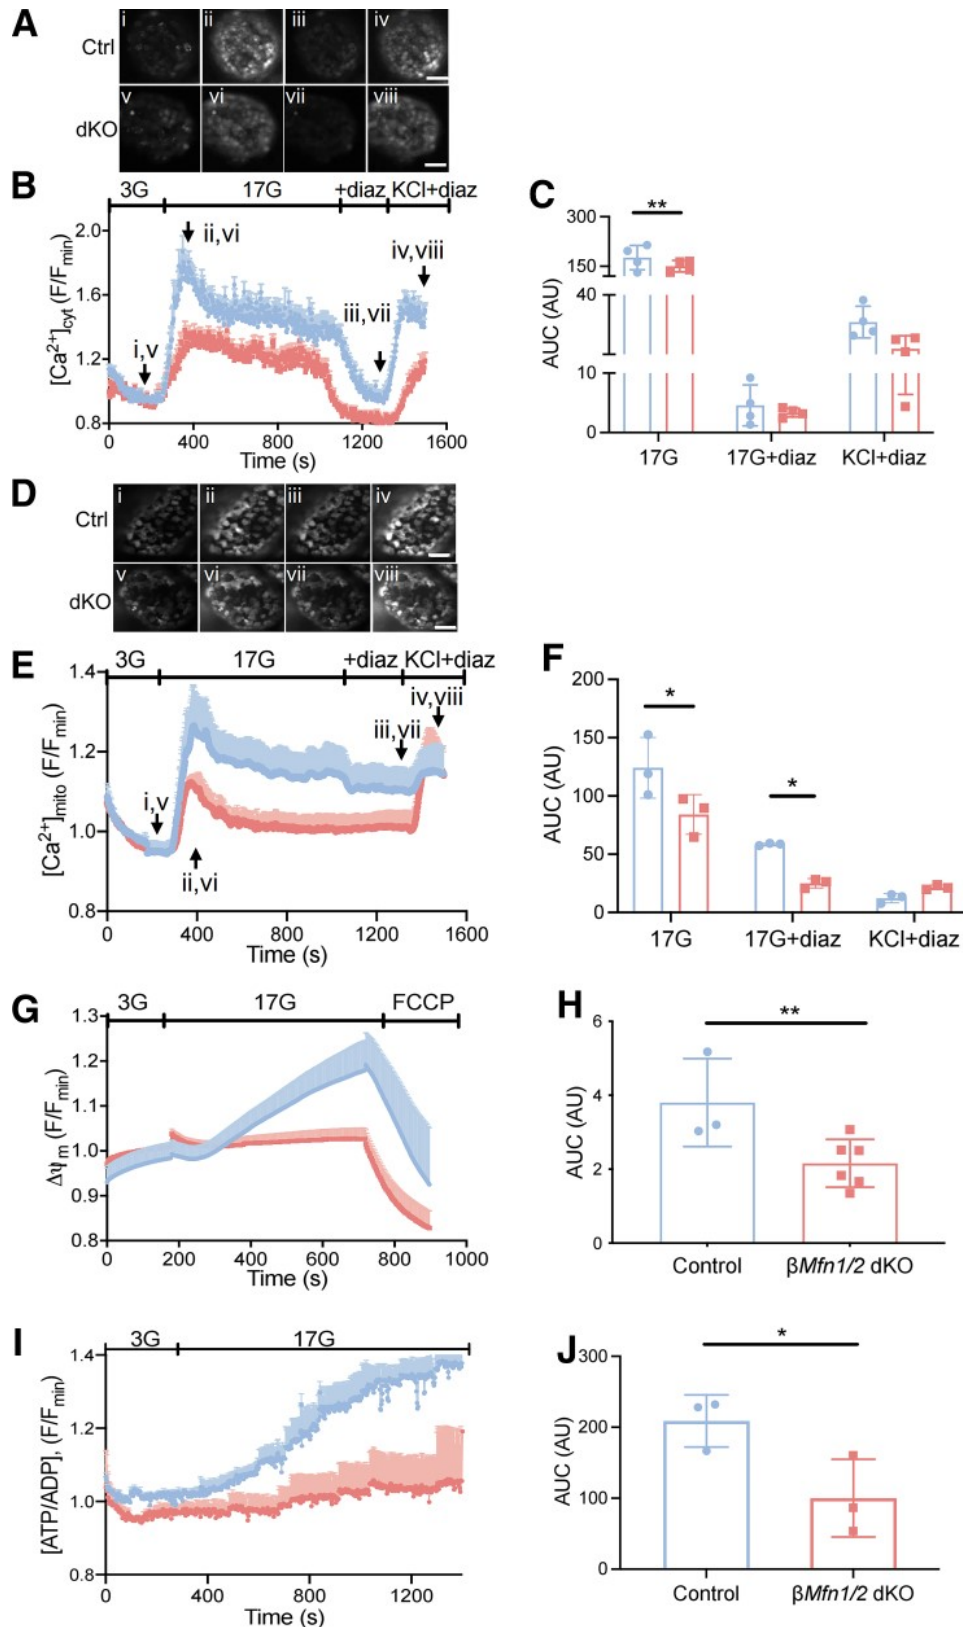 A
Ctrl
i
ii
iii
iv
dKO
v
vi
vii
viii
B
3G
17G
+diaz
KCl+diaz
[Ca²⁺]cyt (F/Fmin)
2.0
1.6
1.2
0.8
i,v
ii,vi
iii,vii
iv,viii
0
400
800
1200
1600
Time (s)
C
**
AUC (AU)
300
150
40
10
0
17G
17G+diaz
KCl+diaz
D
Ctrl
i
ii
iii
iv
dKO
v
vi
vii
viii
E
3G
17G
+diaz
KCl+diaz
[Ca²⁺]mito (F/Fmin)
1.4
1.2
1.0
0.8
i,v
ii,vi
iii,vii
iv,viii
0
400
800
1200
1600
Time (s)
F
*
*
AUC (AU)
200
150
100
50
0
17G
17G+diaz
KCl+diaz
G
3G
17G
FCCP
Δψm (F/Fmin)
1.3
1.2
1.1
1.0
0.9
0.8
0
200
400
600
800
1000
Time (s)
H
**
AUC (AU)
6
4
2
0
Control
βMfn1/2 dKO
I
3G
17G
[ATP/ADP], (F/Fmin)
1.4
1.2
1.0
0.8
0
400
800
1200
Time (s)
J
*
AUC (AU)
300
200
100
0
Control
βMfn1/2 dKO